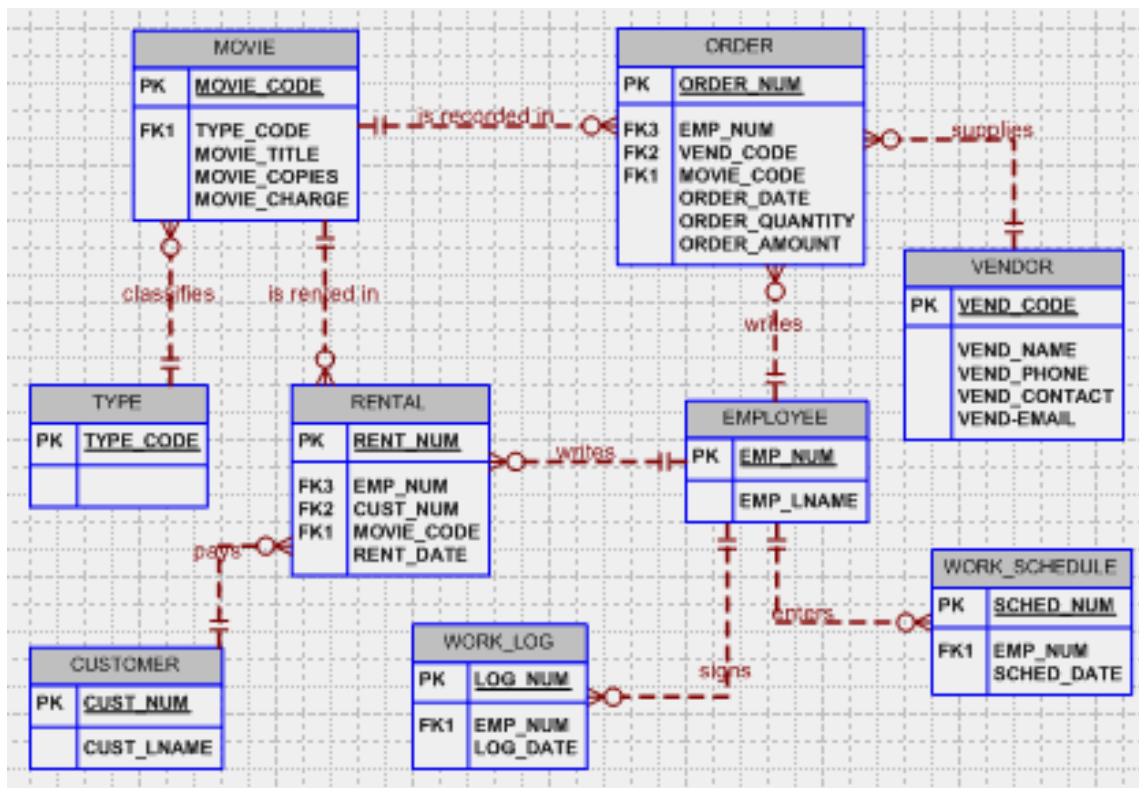 MOVIE
PK MOVIE_CODE
FK1 TYPE_CODE
MOVIE_TITLE
MOVIE_COPIES
MOVIE_CHARGE
is recorded in
ORDER
PK ORDER_NUM
FK3 EMP_NUM
FK2 VEND_CODE
FK1 MOVIE_CODE
ORDER_DATE
ORDER_QUANTITY
ORDER_AMOUNT
supplies
VENDOR
PK VEND_CODE
VEND_NAME
VEND_PHONE
VEND_CONTACT
VEND-EMAIL
classifies
is rented in
writes
TYPE
PK TYPE_CODE
RENTAL
PK RENT_NUM
FK3 EMP_NUM
FK2 CUST_NUM
FK1 MOVIE_CODE
RENT_DATE
writes
EMPLOYEE
PK EMP_NUM
EMP_LNAME
pays
CUSTOMER
PK CUST_NUM
CUST_LNAME
WORK_LOG
PK LOG_NUM
FK1 EMP_NUM
LOG_DATE
signs
enters
WORK_SCHEDULE
PK SCHED_NUM
FK1 EMP_NUM
SCHED_DATE